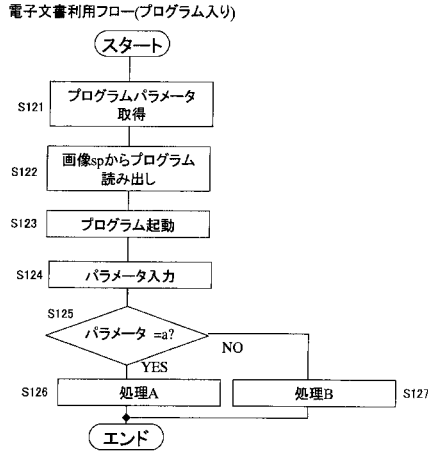 電子文書利用フロー(プログラム入り)
スタート
S121
プログラムパラメータ
取得
S122
画像spからプログラム
読み出し
S123
プログラム起動
S124
パラメータ入力
S125
パラメータ =a?
NO
YES
S126
処理A
処理B
S127
エンド